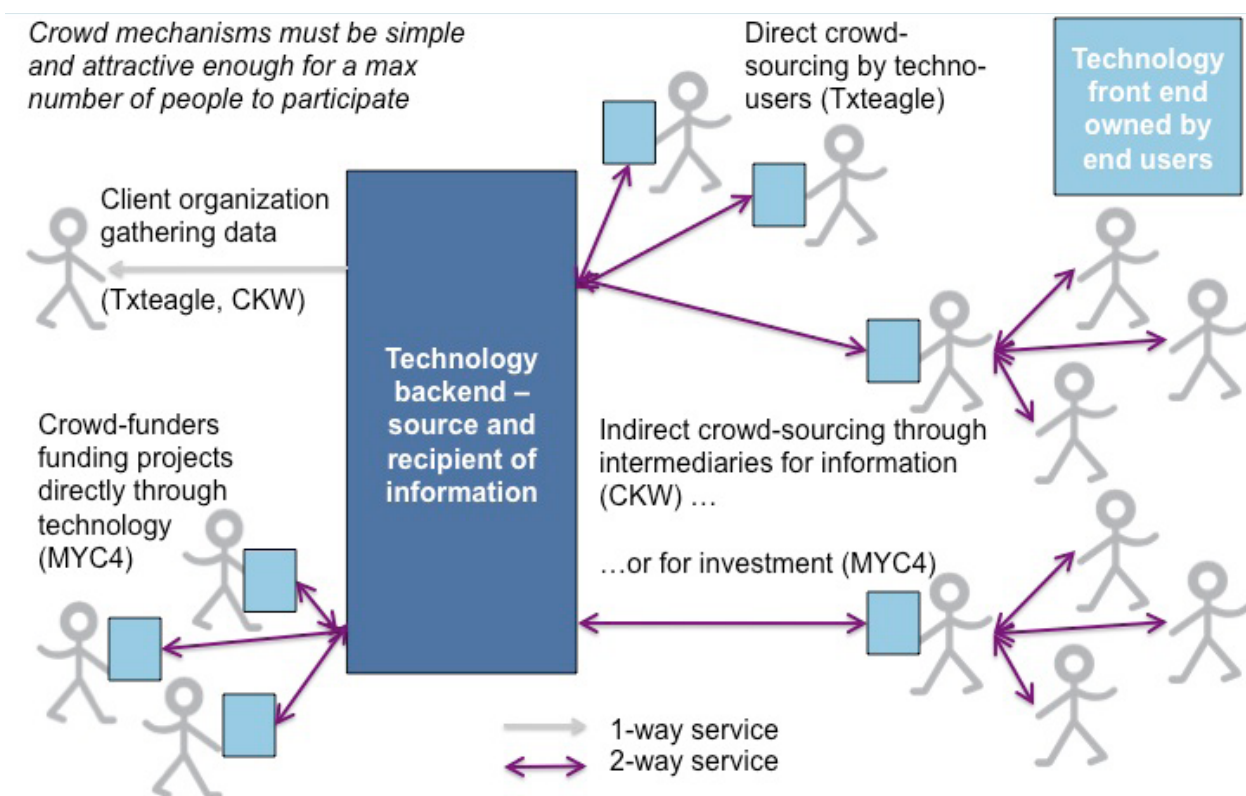 Crowd mechanisms must be simple
and attractive enough for a max
number of people to participate
Direct crowd-
sourcing by techno-
users (Txteagle)
Technology
front end
owned by
end users
Client organization
gathering data
(Txteagle, CKW)
Technology
backend –
source and
recipient of
information
Crowd-funders
funding projects
directly through
technology
(MYC4)
Indirect crowd-sourcing through
intermediaries for information
(CKW) …
…or for investment (MYC4)
1-way service
2-way service